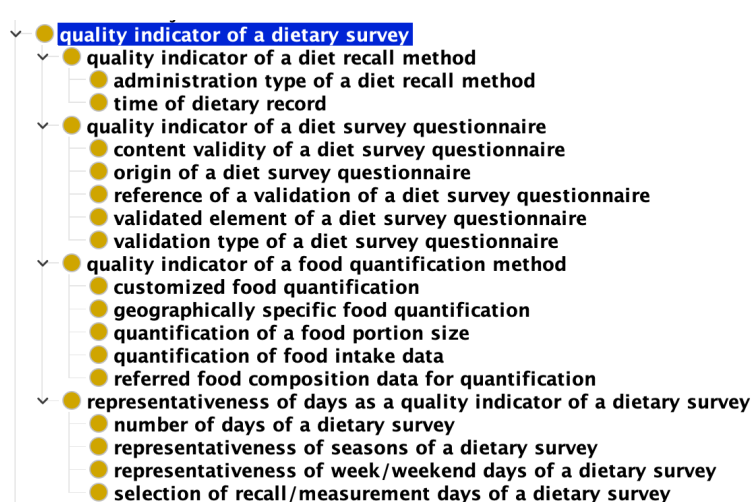 quality indicator of a dietary survey
quality indicator of a diet recall method
administration type of a diet recall method
time of dietary record
quality indicator of a diet survey questionnaire
content validity of a diet survey questionnaire
origin of a diet survey questionnaire
reference of a validation of a diet survey questionnaire
validated element of a diet survey questionnaire
validation type of a diet survey questionnaire
quality indicator of a food quantification method
customized food quantification
geographically specific food quantification
quantification of a food portion size
quantification of food intake data
referred food composition data for quantification
representativeness of days as a quality indicator of a dietary survey
number of days of a dietary survey
representativeness of seasons of a dietary survey
representativeness of week/weekend days of a dietary survey
selection of recall/measurement days of a dietary survey